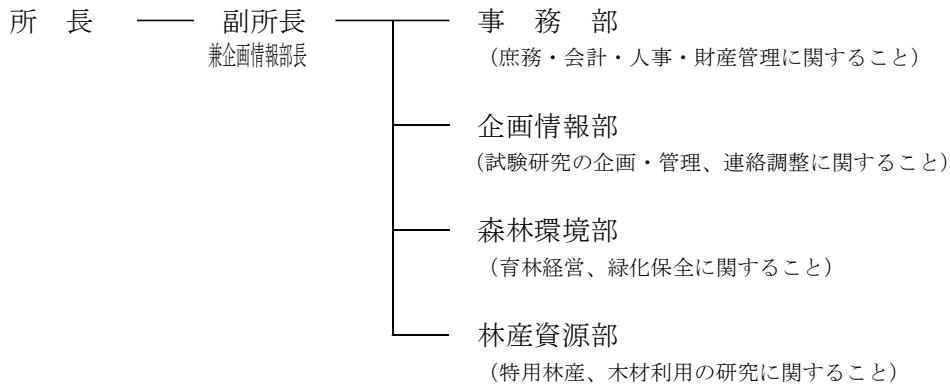 所 長 副所長 事 務 部
兼企画情報部長 （庶務・会計・人事・財産管理に関すること）
企画情報部
（試験研究の企画・管理、連絡調整に関すること）
森林環境部
（育林経営、緑化保全に関すること）
林産資源部
（特用林産、木材利用の研究に関すること）